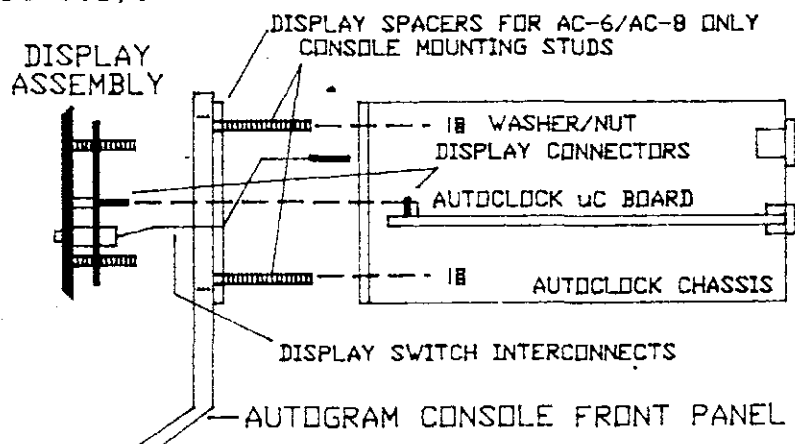 DISPLAY SPACERS FOR AC-6/AC-8 ONLY
CONSOLE MOUNTING STUDS
DISPLAY
ASSEMBLY
WASHER/NUT
DISPLAY CONNECTORS
AUTOCLOCK uC BOARD
AUTOCLOCK CHASSIS
DISPLAY SWITCH INTERCONNECTS
AUTOGRAM CONSOLE FRONT PANEL